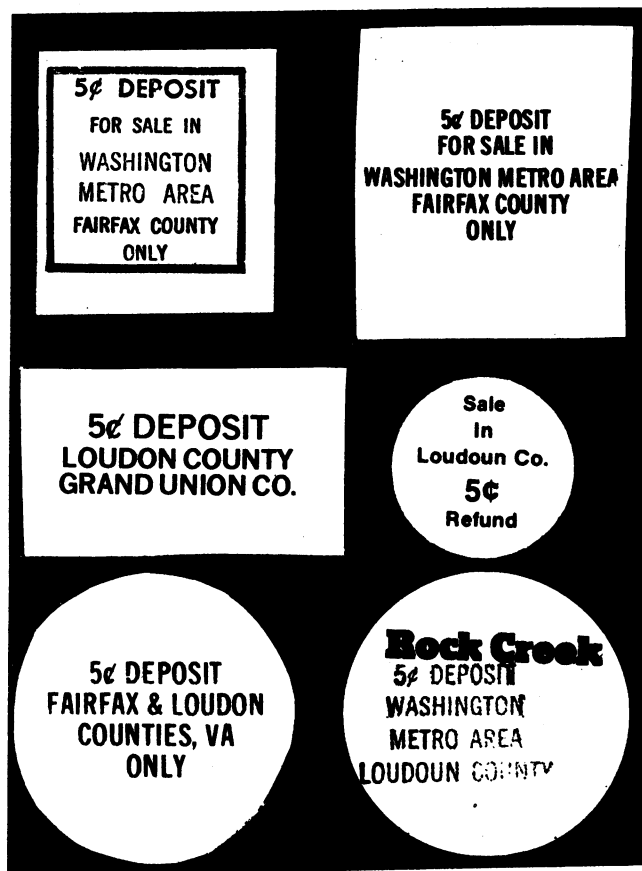 5¢ DEPOSIT
FOR SALE IN
WASHINGTON
METRO AREA
FAIRFAX COUNTY
ONLY
5¢ DEPOSIT
FOR SALE IN
WASHINGTON METRO AREA
FAIRFAX COUNTY
ONLY
5¢ DEPOSIT
LOUDON COUNTY
GRAND UNION CO.
Sale
In
Loudoun Co.
5¢
Refund
5¢ DEPOSIT
FAIRFAX & LOUDON
COUNTIES, VA
ONLY
Rock Creek
5¢ DEPOSIT
WASHINGTON
METRO AREA
LOUDOUN COUNTY